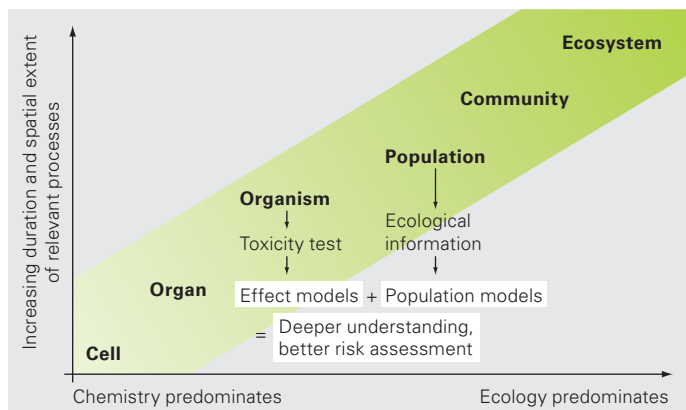 Increasing duration and spatial extent
of relevant processes
Ecosystem
Community
Population
Organism
Ecological
information
Toxicity test
Organ
Effect models + Population models
= Deeper understanding,
better risk assessment
Cell
Chemistry predominates
Ecology predominates